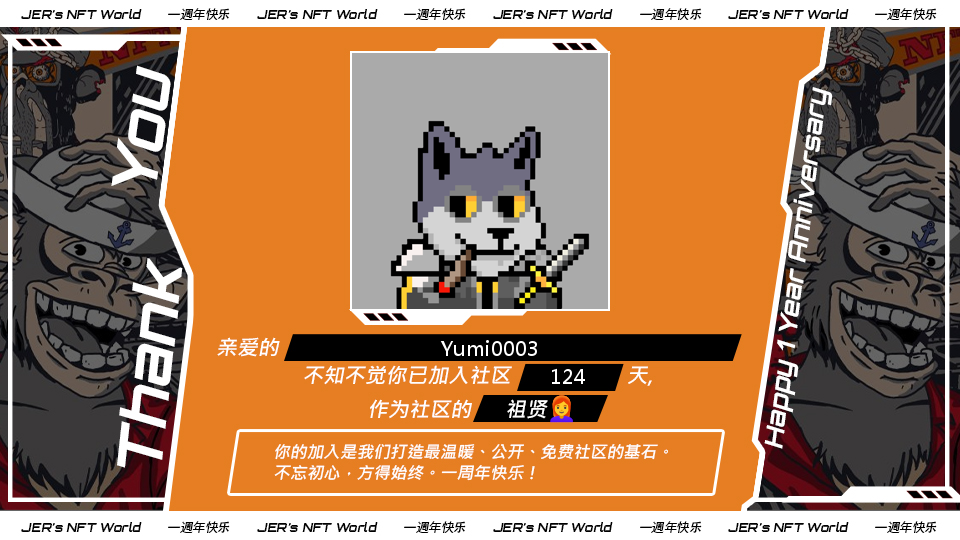 JER's NFT World 一週年快乐 JER's NFT World 一週年快乐 JER's NFT World 一週年快乐 JER's NFT World 一週年快乐
Thank You
亲爱的 Yumi0003
不知不觉你已加入社区 124 天,
作为社区的 祖贤👩‍🦰
你的加入是我们打造最温暖、公开、免费社区的基石。
不忘初心，方得始终。一周年快乐！
Happy 1 Year Anniversary
JER's NFT World 一週年快乐 JER's NFT World 一週年快乐 JER's NFT World 一週年快乐 JER's NFT World 一週年快乐